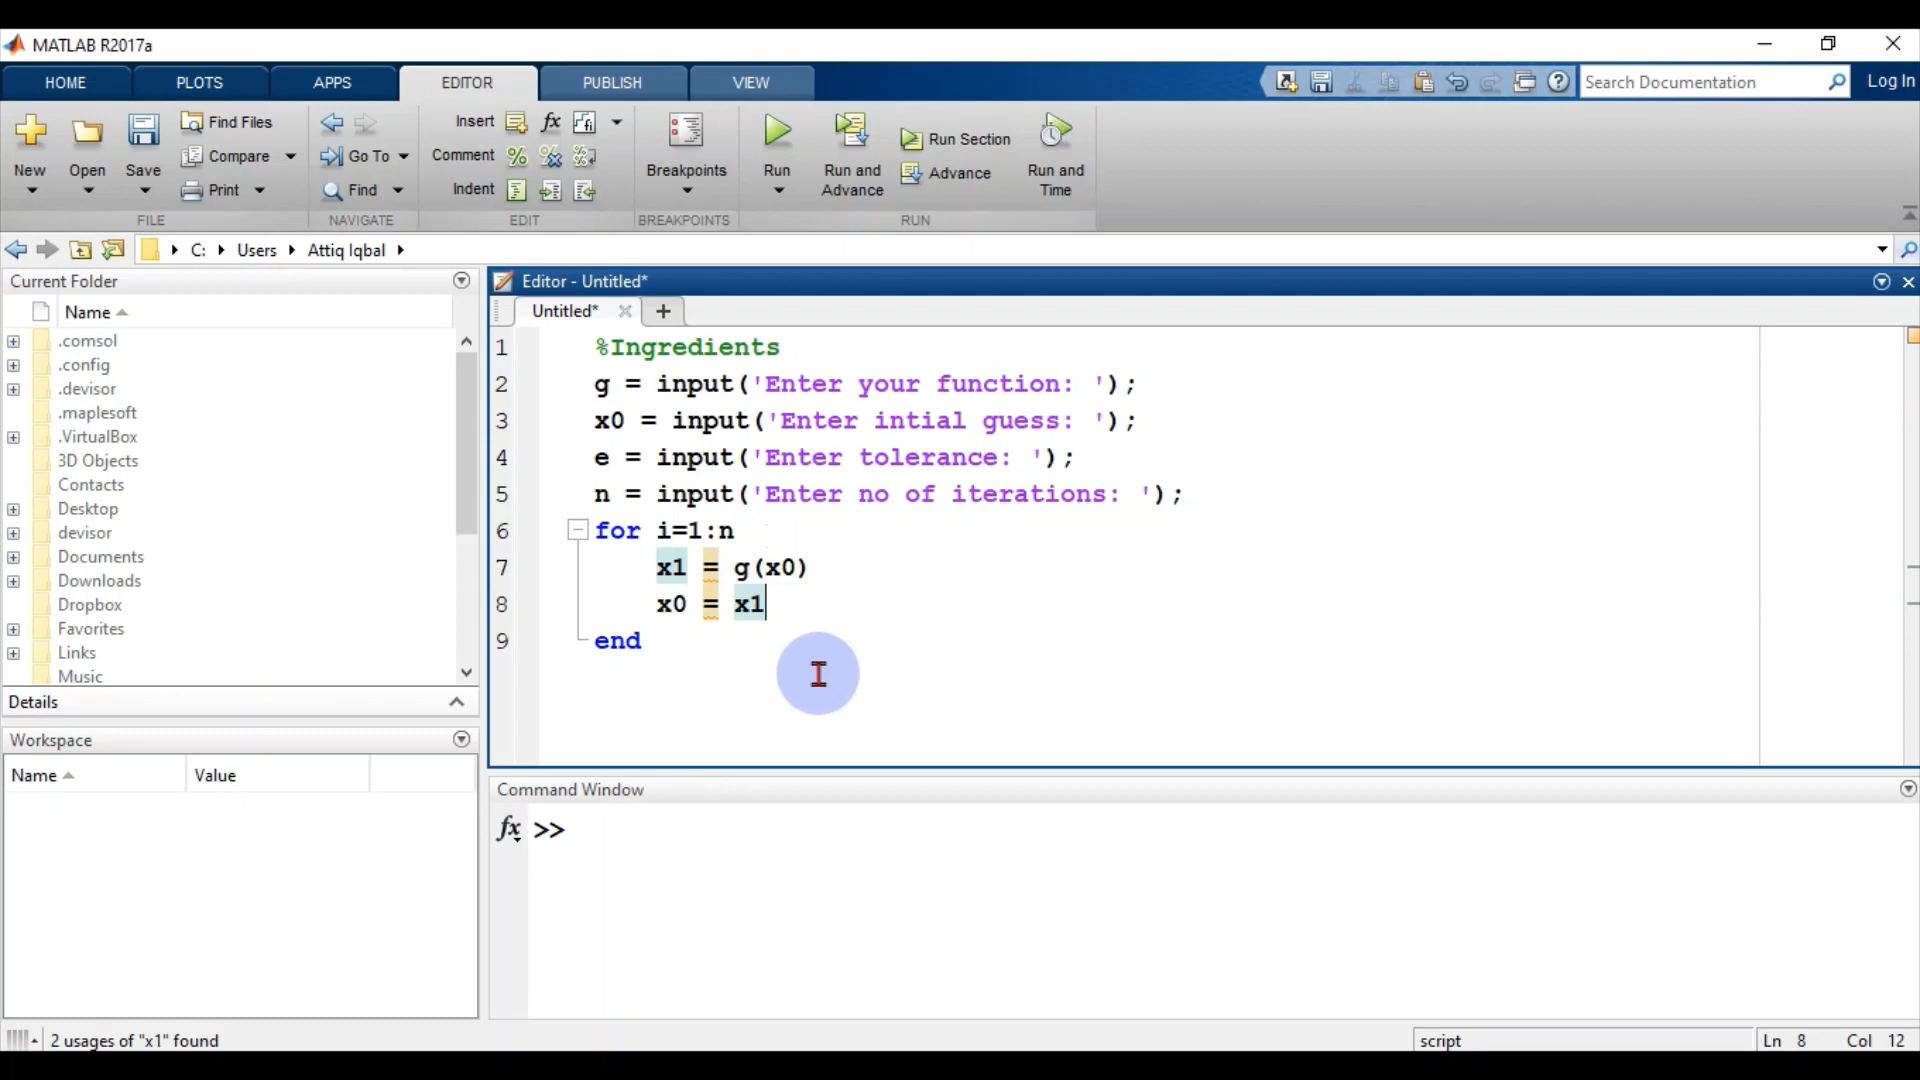 MATLAB R2017a
HOME PLOTS APPS EDITOR PUBLISH VIEW Search Documentation Log In
New Open Save Find Files Compare Print Go To Find Insert fx Comment Indent Breakpoints Run Run and Advance Run Section Advance Run and Time
FILE NAVIGATE EDIT BREAKPOINTS RUN
C: Users Attiq Iqbal
Current Folder
Name
.comsol
.config
.devisor
.maplesoft
.VirtualBox
3D Objects
Contacts
Desktop
devisor
Documents
Downloads
Dropbox
Favorites
Links
Music
Details
Workspace
Name Value
Editor - Untitled*
Untitled* +
1 %Ingredients
2 g = input('Enter your function: ');
3 x0 = input('Enter intial guess: ');
4 e = input('Enter tolerance: ');
5 n = input('Enter no of iterations: ');
6 for i=1:n
7 x1 = g(x0)
8 x0 = x1
9 end
Command Window
fx >>
2 usages of "x1" found script Ln 8 Col 12